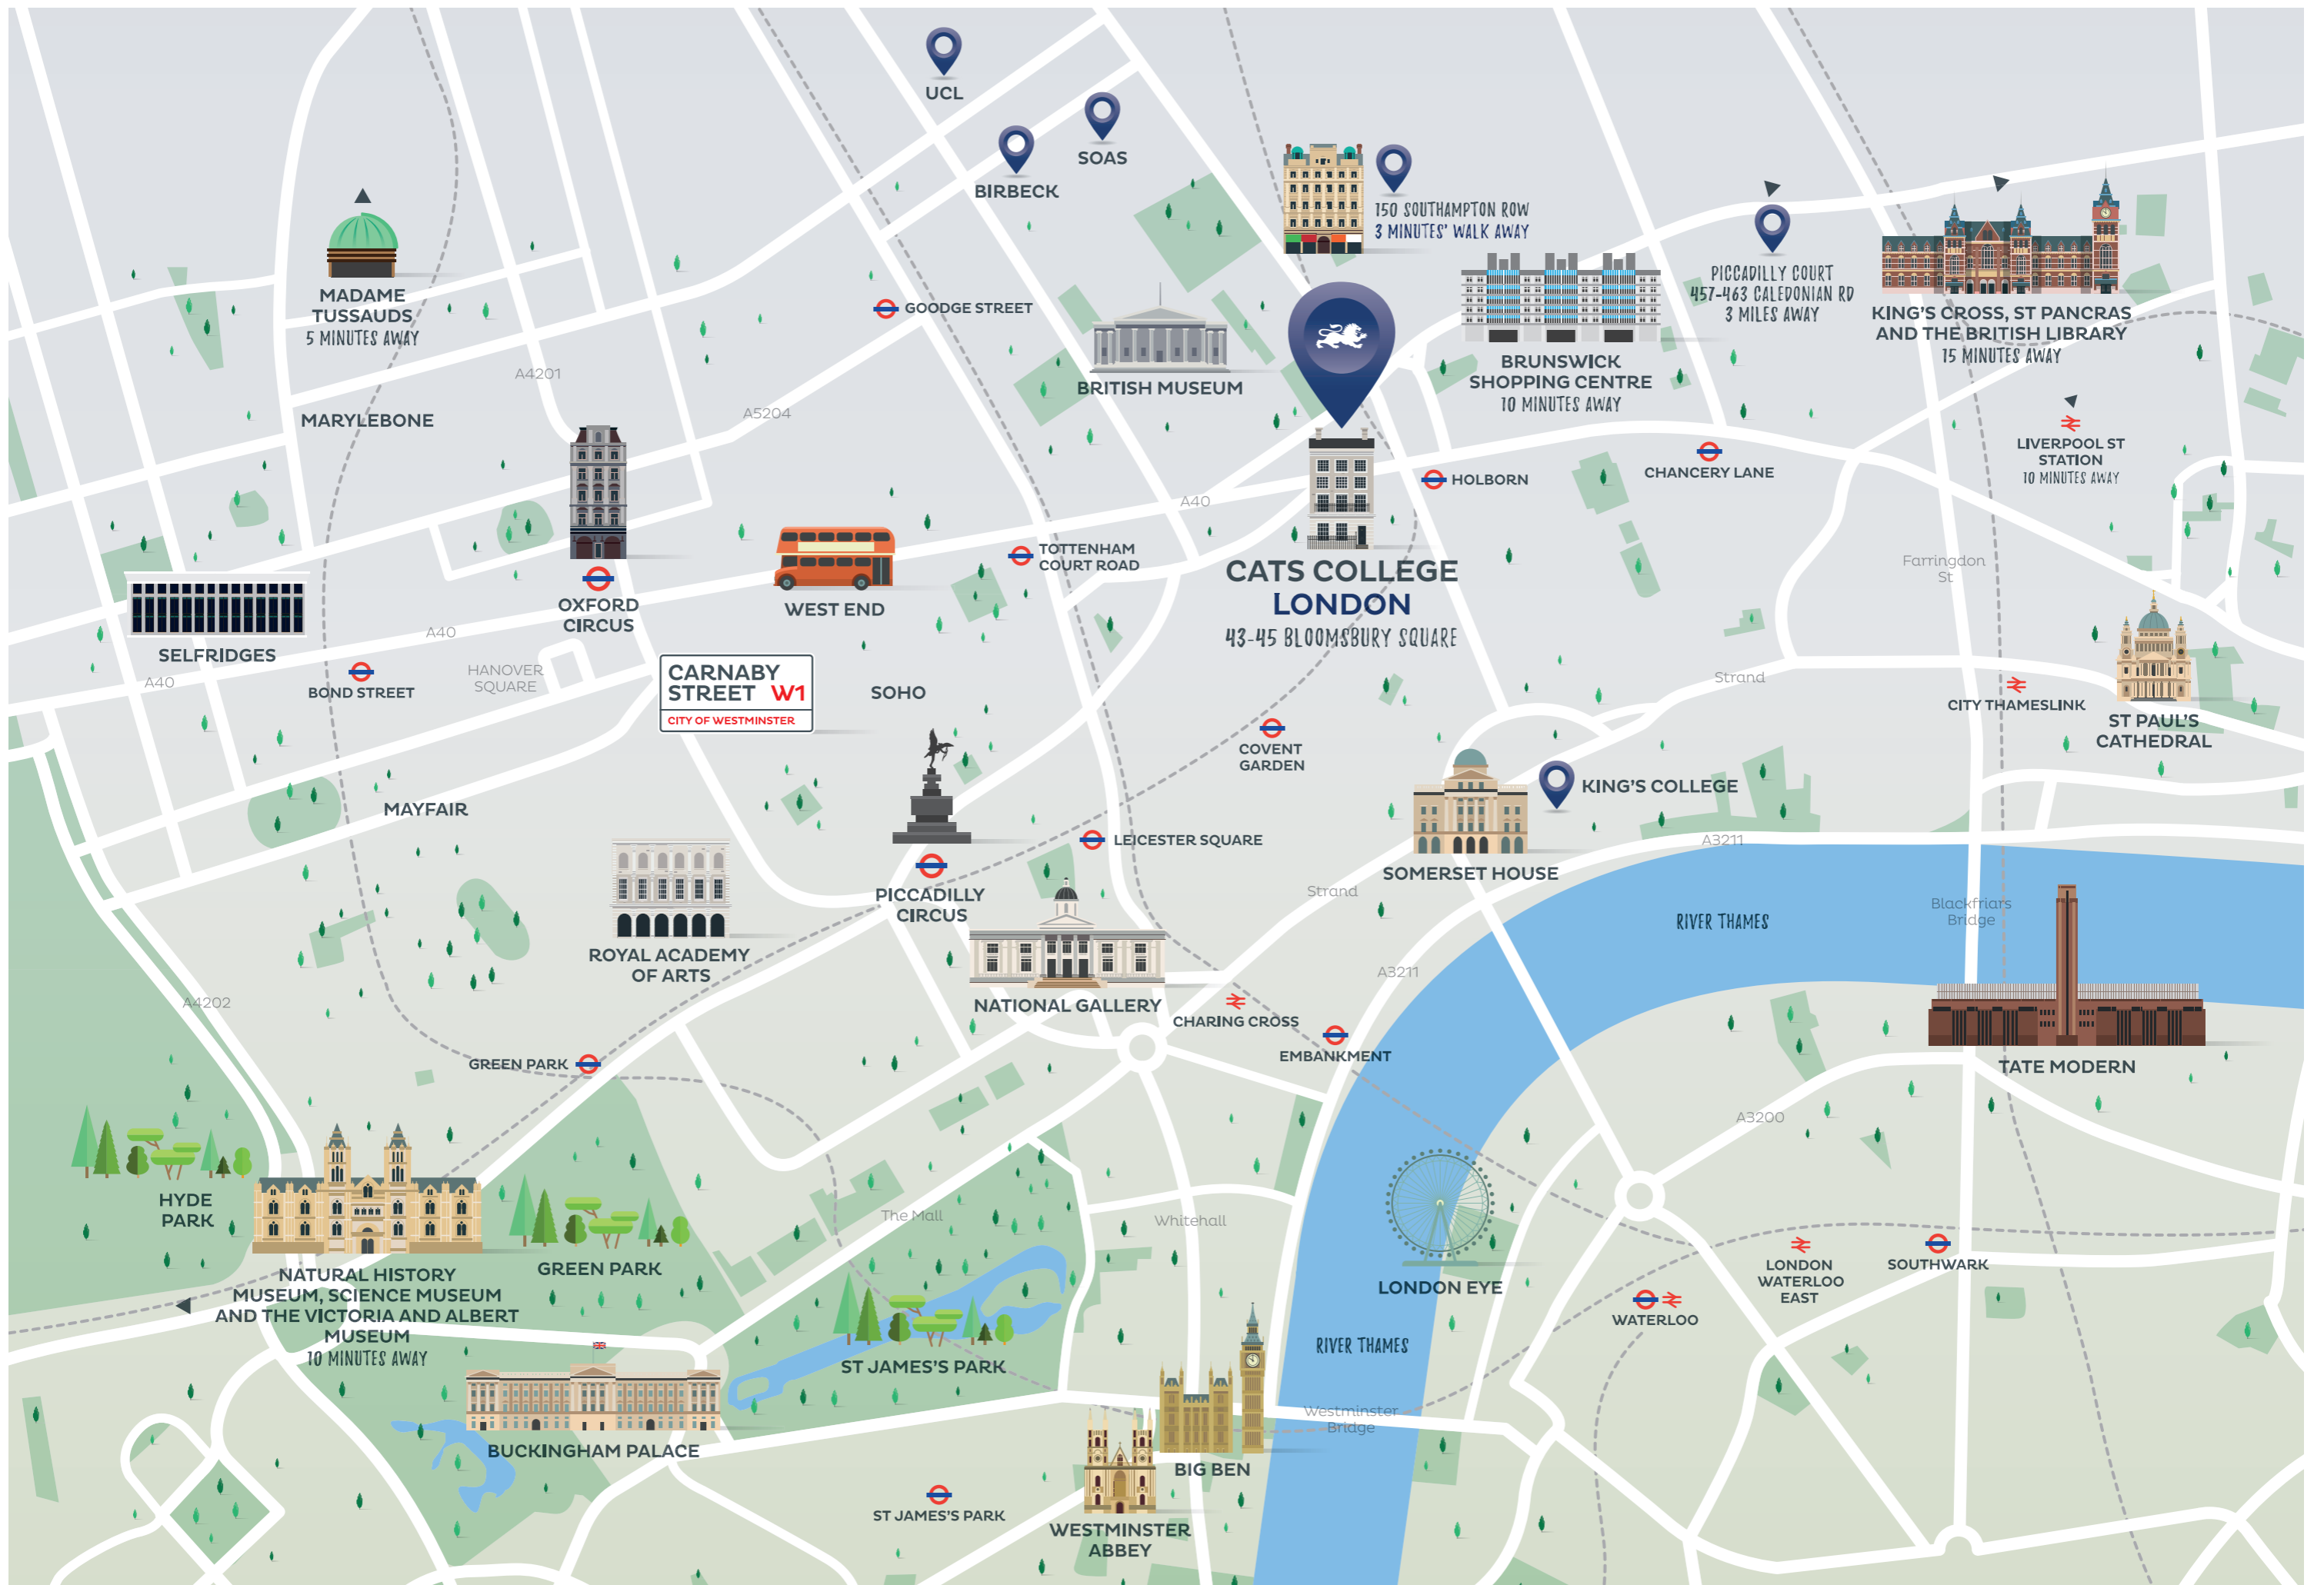 UCL
SOAS
BIRBECK
150 SOUTHAMPTON ROW
3 MINUTES' WALK AWAY
PICCADILLY COURT
457-463 CALEDONIAN RD
3 MILES AWAY
KING'S CROSS, ST PANCRAS
AND THE BRITISH LIBRARY
15 MINUTES AWAY
MADAME
TUSSAUDS
5 MINUTES AWAY
GOODGE STREET
BRITISH MUSEUM
BRUNSWICK
SHOPPING CENTRE
10 MINUTES AWAY
A4201
A5204
MARYLEBONE
LIVERPOOL ST
STATION
10 MINUTES AWAY
CHANCERY LANE
HOLBORN
A40
TOTTENHAM
COURT ROAD
CATS COLLEGE
LONDON
43-45 BLOOMSBURY SQUARE
Farringdon
St
OXFORD
CIRCUS
WEST END
A40
SELFRIDGES
A40
BOND STREET
HANOVER
SQUARE
CARNABY
STREET W1
CITY OF WESTMINSTER
SOHO
Strand
CITY THAMESLINK
ST PAUL'S
CATHEDRAL
COVENT
GARDEN
KING'S COLLEGE
MAYFAIR
LEICESTER SQUARE
A3211
SOMERSET HOUSE
Strand
PICCADILLY
CIRCUS
Blackfriars
Bridge
RIVER THAMES
ROYAL ACADEMY
OF ARTS
A3211
A4202
NATIONAL GALLERY
CHARING CROSS
EMBANKMENT
GREEN PARK
TATE MODERN
A3200
HYDE
PARK
The Mall
Whitehall
GREEN PARK
LONDON
WATERLOO
EAST
SOUTHWARK
NATURAL HISTORY
MUSEUM, SCIENCE MUSEUM
AND THE VICTORIA AND ALBERT
MUSEUM
10 MINUTES AWAY
LONDON EYE
WATERLOO
RIVER THAMES
ST JAMES'S PARK
Westminster
Bridge
BUCKINGHAM PALACE
BIG BEN
ST JAMES'S PARK
WESTMINSTER
ABBEY